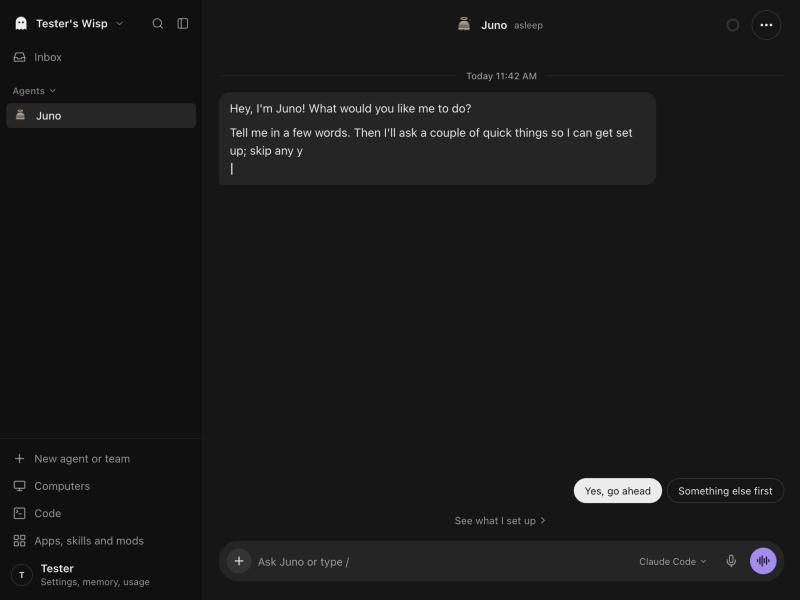 Tester's Wisp
Inbox
Agents
Juno
New agent or team
Computers
Code
Apps, skills and mods
T
Tester
Settings, memory, usage
Juno asleep
Today 11:42 AM
Hey, I'm Juno! What would you like me to do?
Tell me in a few words. Then I'll ask a couple of quick things so I can get set
up; skip any y
Yes, go ahead
Something else first
See what I set up
Ask Juno or type /
Claude Code